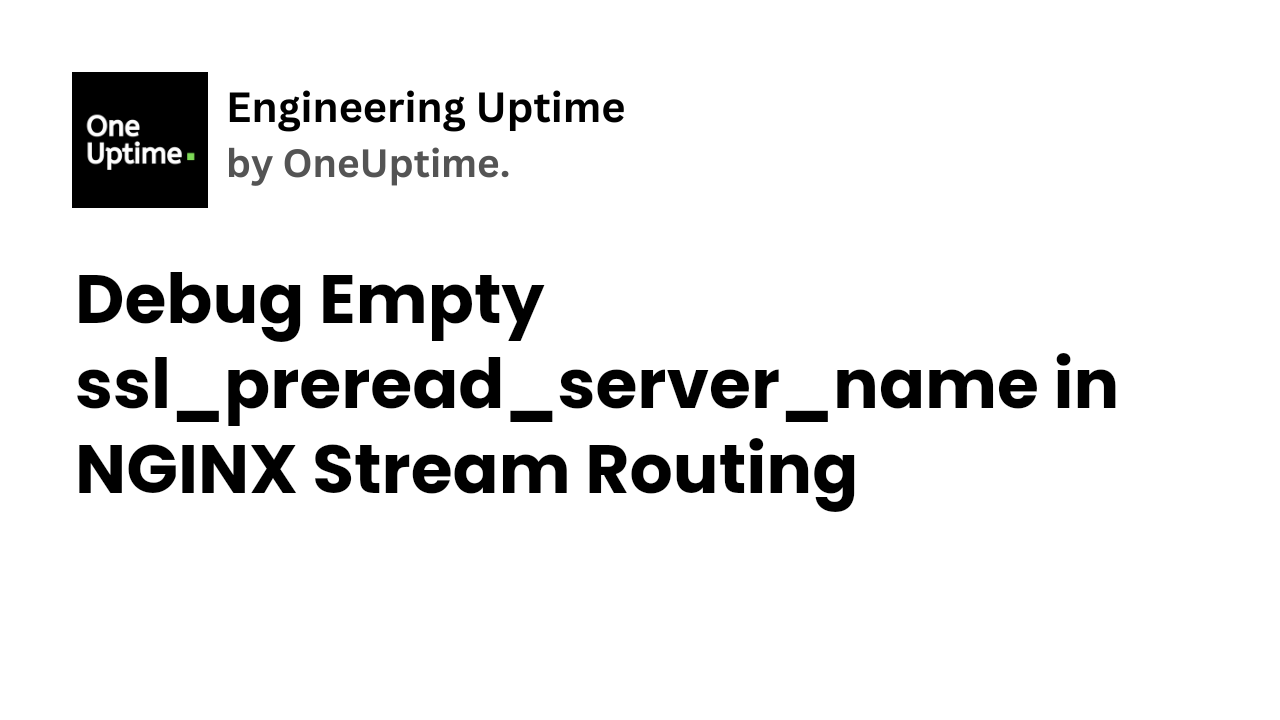 One
Uptime.
Engineering Uptime
by OneUptime.
Debug Empty
ssl_preread_server_name in
NGINX Stream Routing